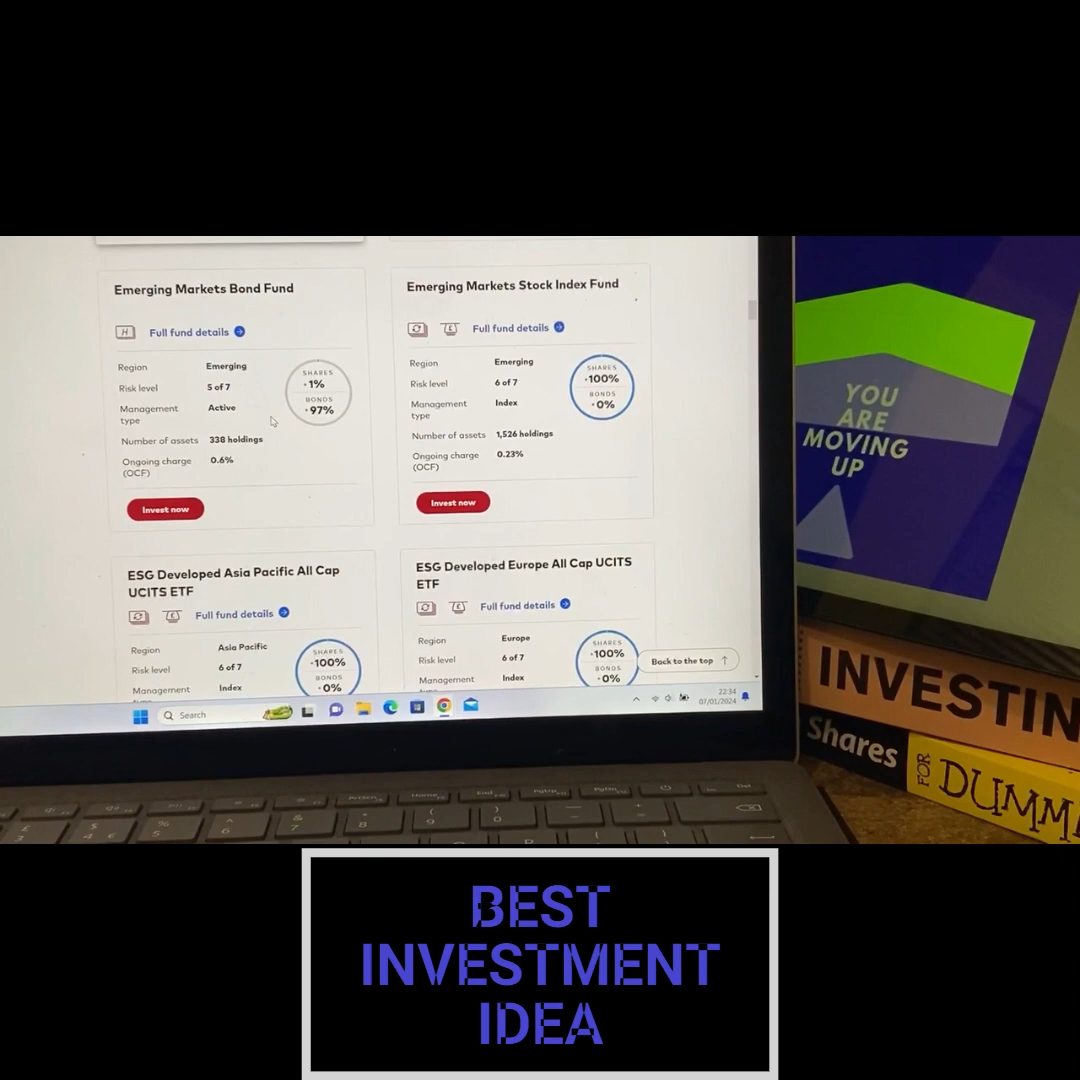 Emerging Markets Bond Fund
H
Full fund details
Region
Emerging
Risk level
5 of 7
Management
type
Active
Number of assets
338 holdings
Ongoing charge
(OCF)
0.6%
SHARES
1%
BONDS
97%
Invest now
Emerging Markets Stock Index Fund
£
Full fund details
Region
Emerging
Risk level
6 of 7
Management
type
Index
Number of assets
1,526 holdings
Ongoing charge
(OCF)
0.23%
SHARES
100%
BONDS
0%
Invest now
ESG Developed Asia Pacific All Cap
UCITS ETF
£
Full fund details
Region
Asia Pacific
Risk level
6 of 7
Management
Index
SHARES
100%
BONDS
0%
ESG Developed Europe All Cap UCITS
ETF
£
Full fund details
Region
Europe
Risk level
6 of 7
Management
Index
SHARES
100%
BONDS
0%
Back to the top
Search
22:34
07/01/2024
YOU
ARE
MOVING
UP
INVESTIN
Shares
FOR
DUMM
BEST
INVESTMENT
IDEA